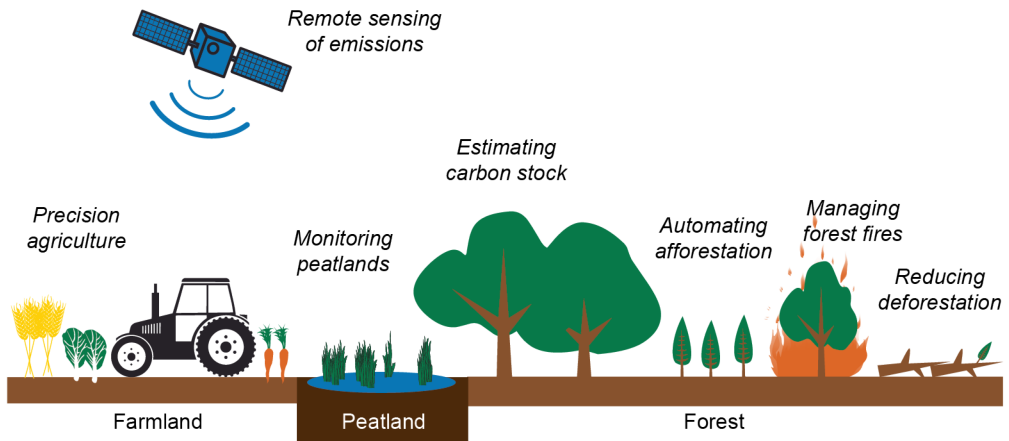 Remote sensing
of emissions
Estimating
carbon stock
Precision
agriculture
Monitoring
peatlands
Automating
afforestation
Managing
forest fires
Reducing
deforestation
Farmland
Peatland
Forest